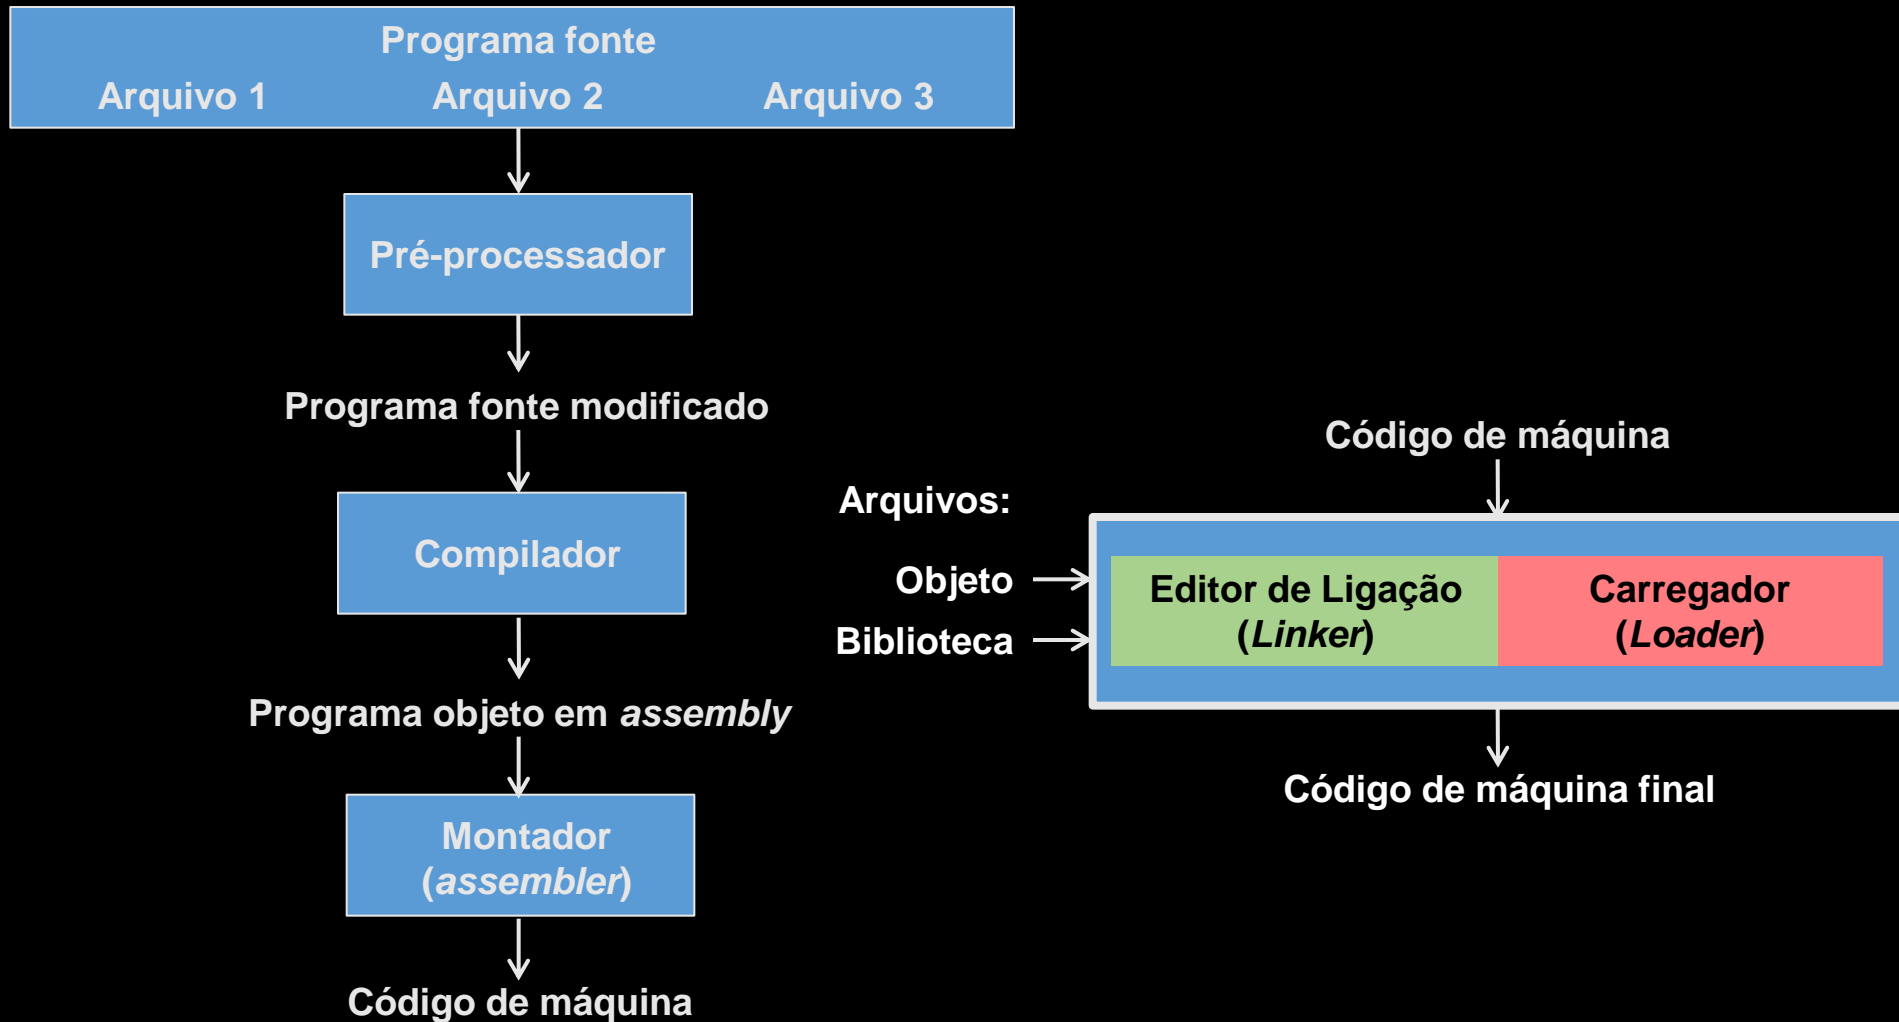 Programa fonte
Arquivo 1 Arquivo 2 Arquivo 3
Pré-processador
Programa fonte modificado
Compilador
Programa objeto em assembly
Montador
(assembler)
Código de máquina
Código de máquina
Arquivos:
Objeto
Biblioteca
Editor de Ligação
(Linker)
Carregador
(Loader)
Código de máquina final